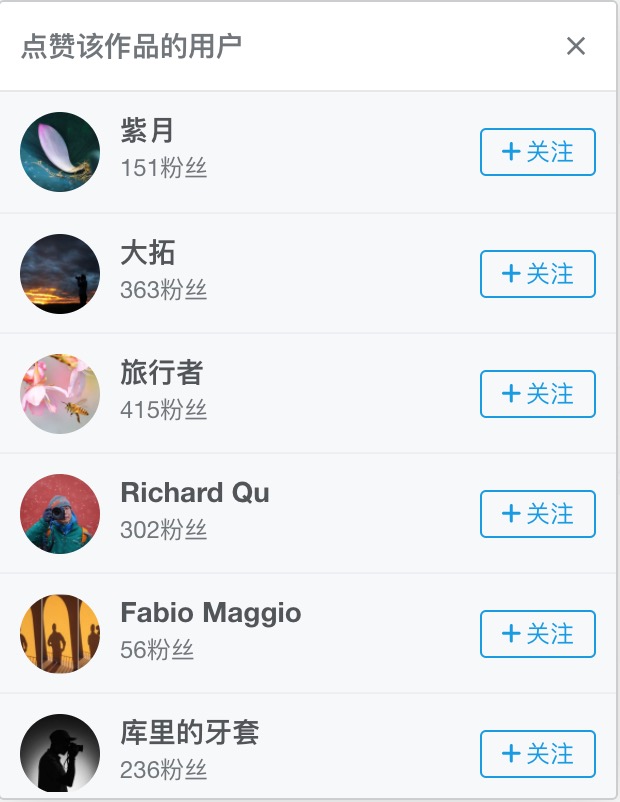 点赞该作品的用户
紫月
151粉丝
+关注
大拓
363粉丝
+关注
旅行者
415粉丝
+关注
Richard Qu
302粉丝
+关注
Fabio Maggio
56粉丝
+关注
库里的牙套
236粉丝
+关注